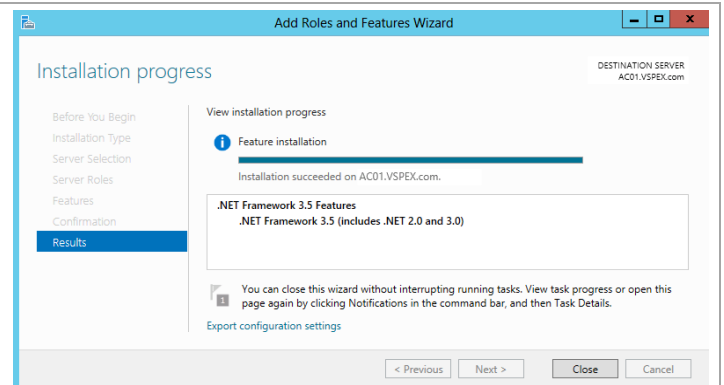 Add Roles and Features Wizard
Installation progress
DESTINATION SERVER
AC01.VSPEX.com
Before You Begin
Installation Type
Server Selection
Server Roles
Features
Confirmation
Results
View installation progress
Feature installation
Installation succeeded on AC01.VSPEX.com.
.NET Framework 3.5 Features
.NET Framework 3.5 (includes .NET 2.0 and 3.0)
1
You can close this wizard without interrupting running tasks. View task progress or open this
page again by clicking Notifications in the command bar, and then Task Details.
Export configuration settings
< Previous
Next >
Close
Cancel